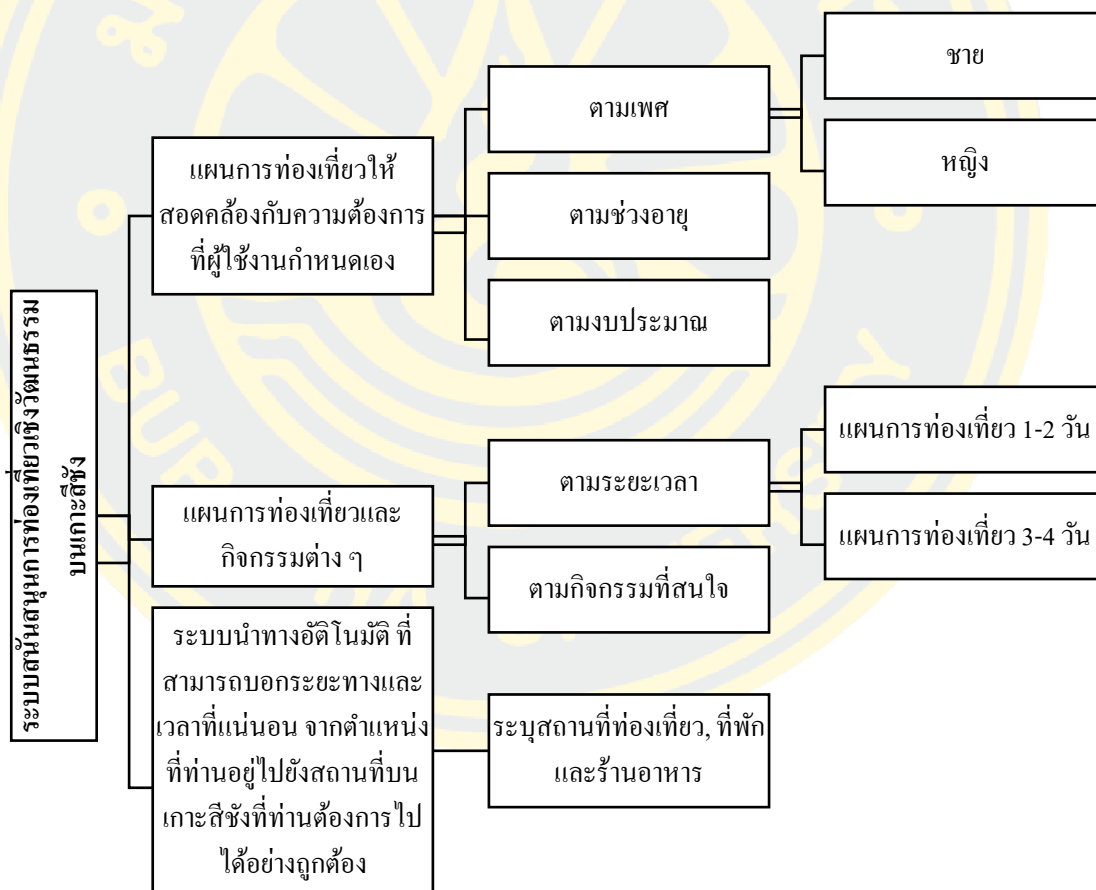 ระบบสนับสนุนการท่องเที่ยวเชิงวัฒนธรรม
บนเกาะสีชัง
แผนการท่องเที่ยวให้
สอดคล้องกับความต้องการ
ที่ผู้ใช้งานกำหนดเอง
ตามเพศ
ชาย
หญิง
ตามช่วงอายุ
ตามงบประมาณ
แผนการท่องเที่ยวและ
กิจกรรมต่าง ๆ
ตามระยะเวลา
แผนการท่องเที่ยว 1-2 วัน
แผนการท่องเที่ยว 3-4 วัน
ตามกิจกรรมที่สนใจ
ระบบนำทางอัติโนมัติ ที่
สามารถบอกระยะทางและ
เวลาที่แน่นอน จากตำแหน่ง
ที่ท่านอยู่ไปยังสถานที่บน
เกาะสีชังที่ท่านต้องการไป
ได้อย่างถูกต้อง
ระบุสถานที่ท่องเที่ยว, ที่พัก
และร้านอาหาร